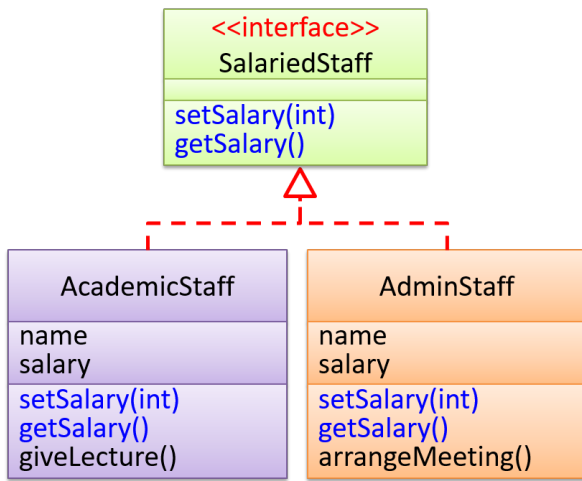 <<interface>>
SalariedStaff
setSalary(int)
getSalary()
AcademicStaff
name
salary
setSalary(int)
getSalary()
giveLecture()
AdminStaff
name
salary
setSalary(int)
getSalary()
arrangeMeeting()